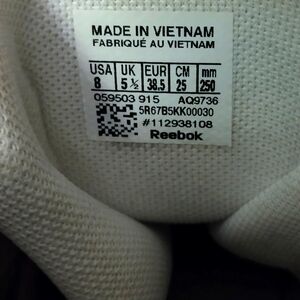 MADE IN VIETNAM
FABRIQUÉ AU VIETNAM
USA UK EUR CM mm
8 5 ½ 38.5 25 250
059503 915 AQ9736
5R67B5KK00030
#112938108
Reebok